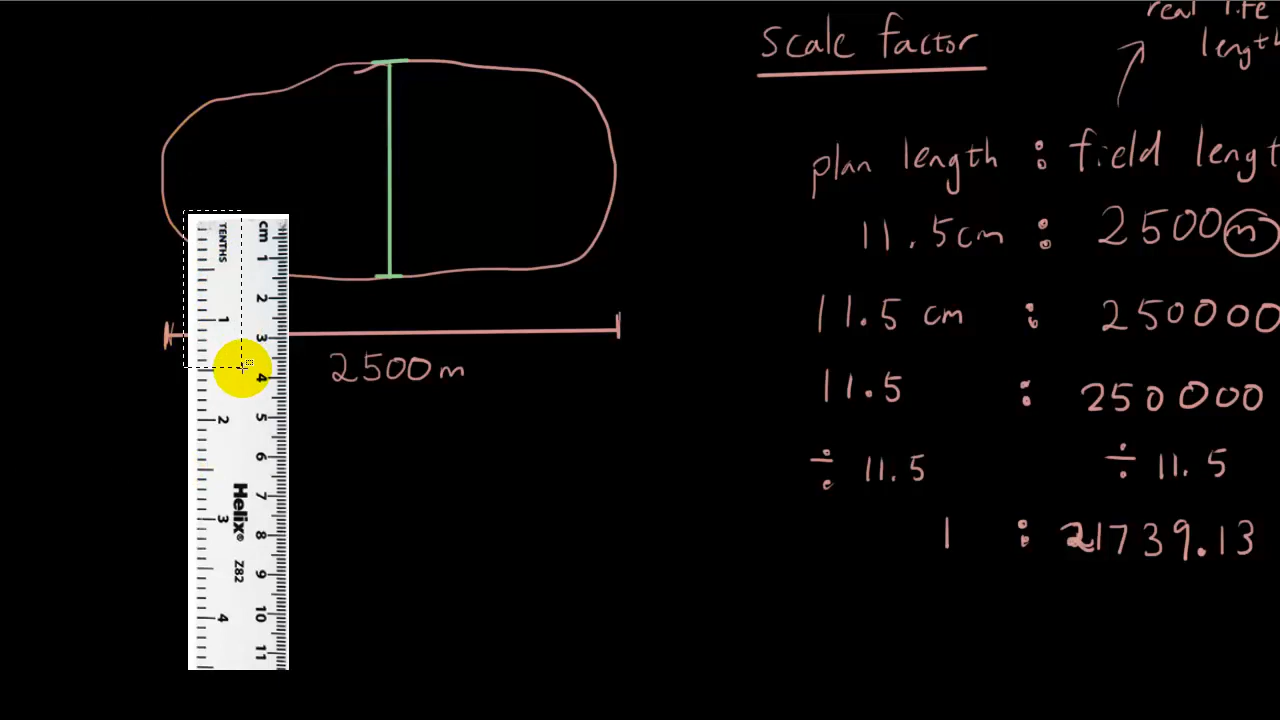 real life
length
scale factor
plan length : field lengt
11.5cm : 2500m
11.5 cm : 250000
11.5 : 250000
÷ 11.5 ÷ 11.5
1 : 21739.13
2500m
TENTHS cm
1 2 3 4 5 6 7 8 9 10 11
1 2 3 4
Helix® Z82